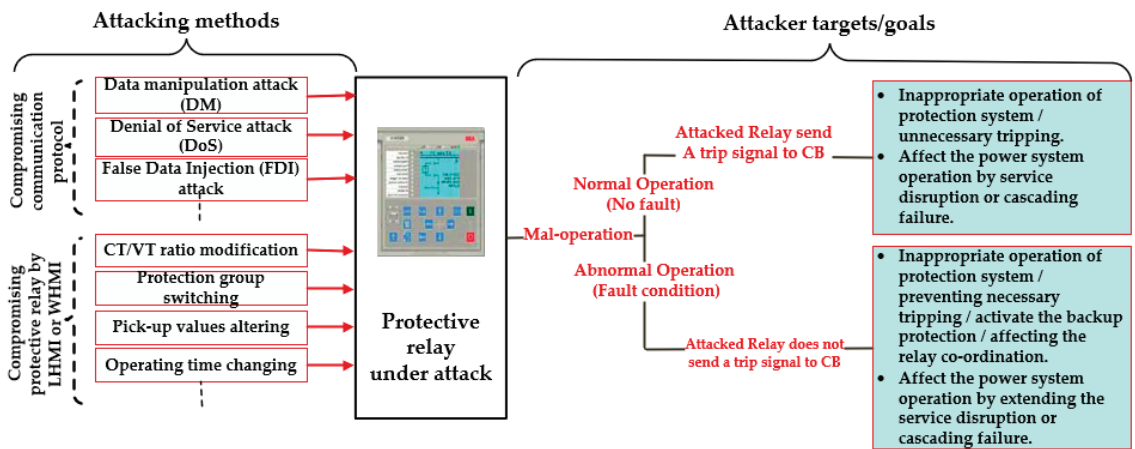 Attacking methods
Attacker targets/goals
Compromising
communication
protocol
Data manipulation attack
(DM)
Denial of Service attack
(DoS)
False Data Injection (FDI)
attack
Compromising
protective relay by
LHMI or WHMI
CT/VT ratio modification
Protection group
switching
Pick-up values altering
Operating time changing
Protective
relay
under attack
Mal-operation
Normal Operation
(No fault)
Abnormal Operation
(Fault condition)
Attacked Relay send
A trip signal to CB
Attacked Relay does not
send a trip signal to CB
• Inappropriate operation of
protection system /
unnecessary tripping.
• Affect the power system
operation by service
disruption or cascading
failure.
• Inappropriate operation of
protection system /
preventing necessary
tripping / activate the backup
protection / affecting the
relay co-ordination.
• Affect the power system
operation by extending the
service disruption or
cascading failure.